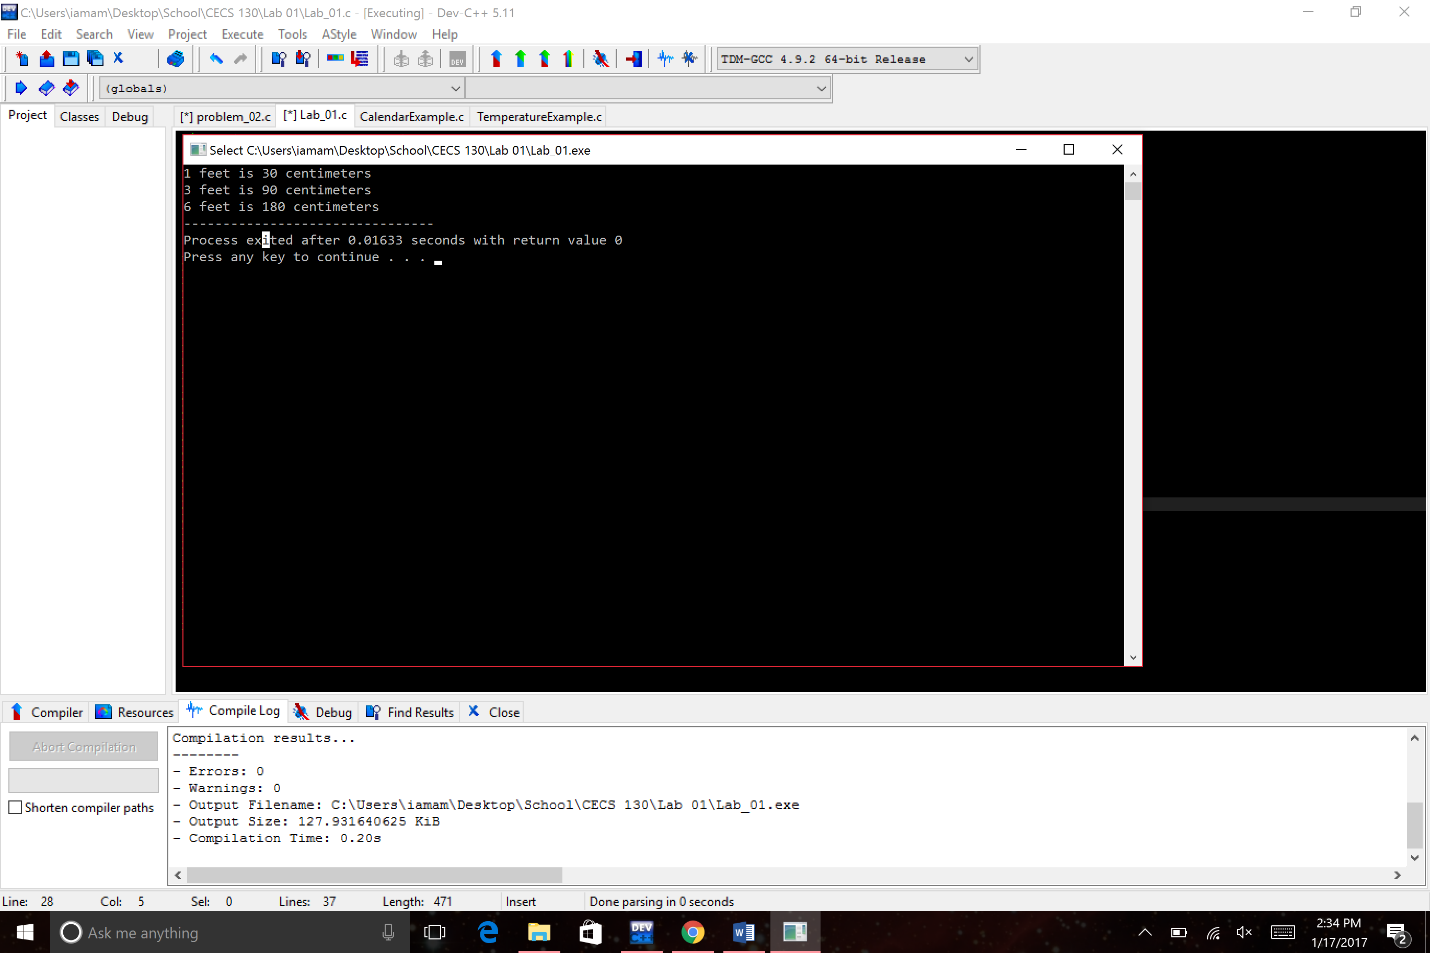 C:\Users\iamam\Desktop\School\CECS 130\Lab 01\Lab_01.c - [Executing] - Dev-C++ 5.11
File Edit Search View Project Execute Tools AStyle Window Help
DEV
TDM-GCC 4.9.2 64-bit Release
(globals)
Project Classes Debug
[*] problem_02.c [*] Lab_01.c CalendarExample.c TemperatureExample.c
Select C:\Users\iamam\Desktop\School\CECS 130\Lab 01\Lab_01.exe
1 feet is 30 centimeters
3 feet is 90 centimeters
6 feet is 180 centimeters
--------------------------------
Process exited after 0.01633 seconds with return value 0
Press any key to continue . . .
Compiler Resources Compile Log Debug Find Results Close
Abort Compilation
Shorten compiler paths
Compilation results...
--------
- Errors: 0
- Warnings: 0
- Output Filename: C:\Users\iamam\Desktop\School\CECS 130\Lab 01\Lab_01.exe
- Output Size: 127.931640625 KiB
- Compilation Time: 0.20s
Line: 28 Col: 5 Sel: 0 Lines: 37 Length: 471 Insert Done parsing in 0 seconds
Ask me anything
DEV
2:34 PM
1/17/2017
2